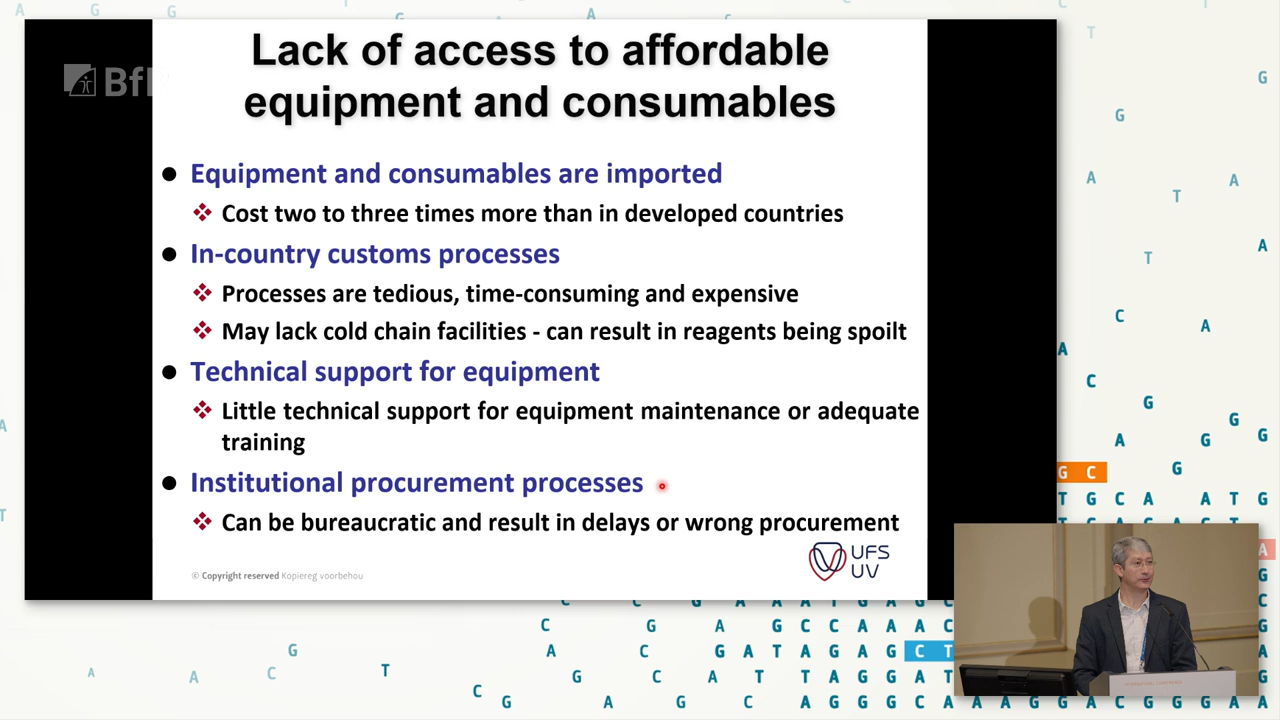 Lack of access to affordable
equipment and consumables
Equipment and consumables are imported
Cost two to three times more than in developed countries
In-country customs processes
Processes are tedious, time-consuming and expensive
May lack cold chain facilities - can result in reagents being spoilt
Technical support for equipment
Little technical support for equipment maintenance or adequate
training
Institutional procurement processes
Can be bureaucratic and result in delays or wrong procurement
© Copyright reserved Kopiereg voorbehou
UFS
UV